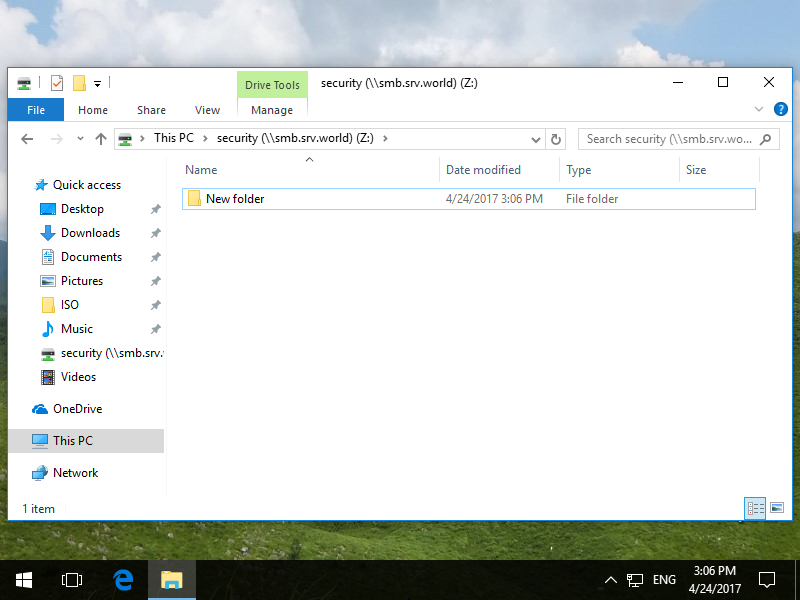 Drive Tools
security (\\smb.srv.world) (Z:)
File
Home
Share
View
Manage
This PC
security (\\smb.srv.world) (Z:)
Search security (\\smb.srv.wo...
Name
Date modified
Type
Size
New folder
4/24/2017 3:06 PM
File folder
Quick access
Desktop
Downloads
Documents
Pictures
ISO
Music
security (\\smb.srv.
Videos
OneDrive
This PC
Network
1 item
ENG
3:06 PM
4/24/2017